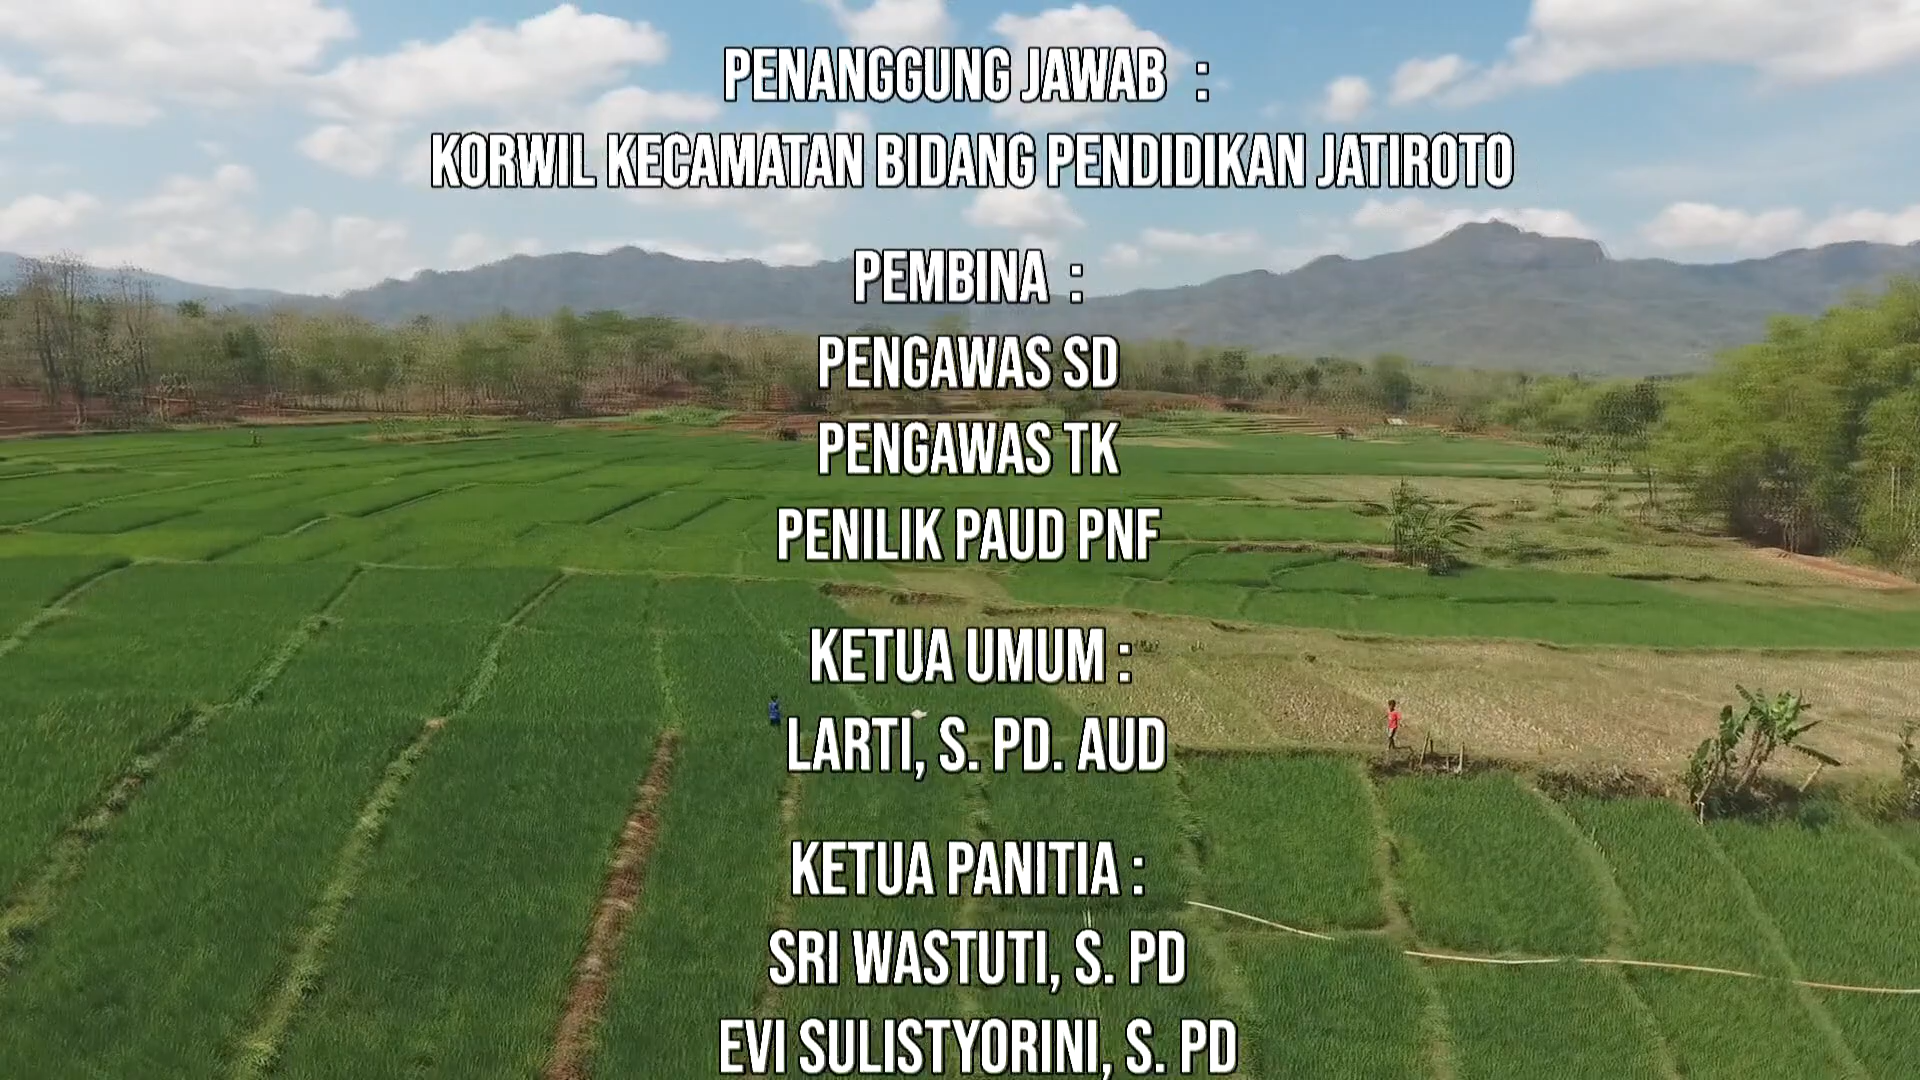 PENANGGUNG JAWAB :
KORWIL KECAMATAN BIDANG PENDIDIKAN JATIROTO
PEMBINA :
PENGAWAS SD
PENGAWAS TK
PENILIK PAUD PNF
KETUA UMUM :
LARTI, S. PD. AUD
KETUA PANITIA :
SRI WASTUTI, S. PD
EVI SULISTYORINI, S. PD